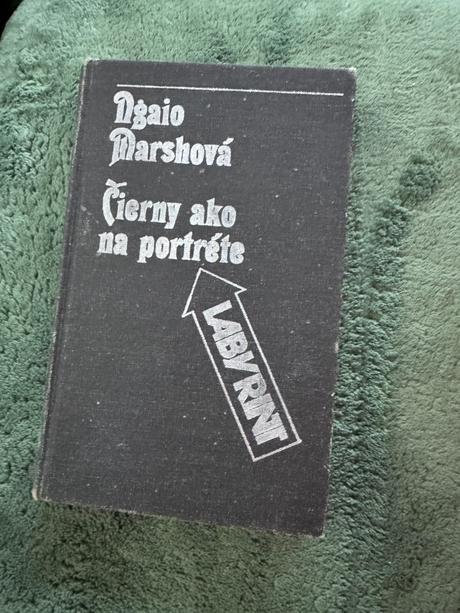 Ngaio
Marshová
Čierny ako
na portréte
LABYRINT